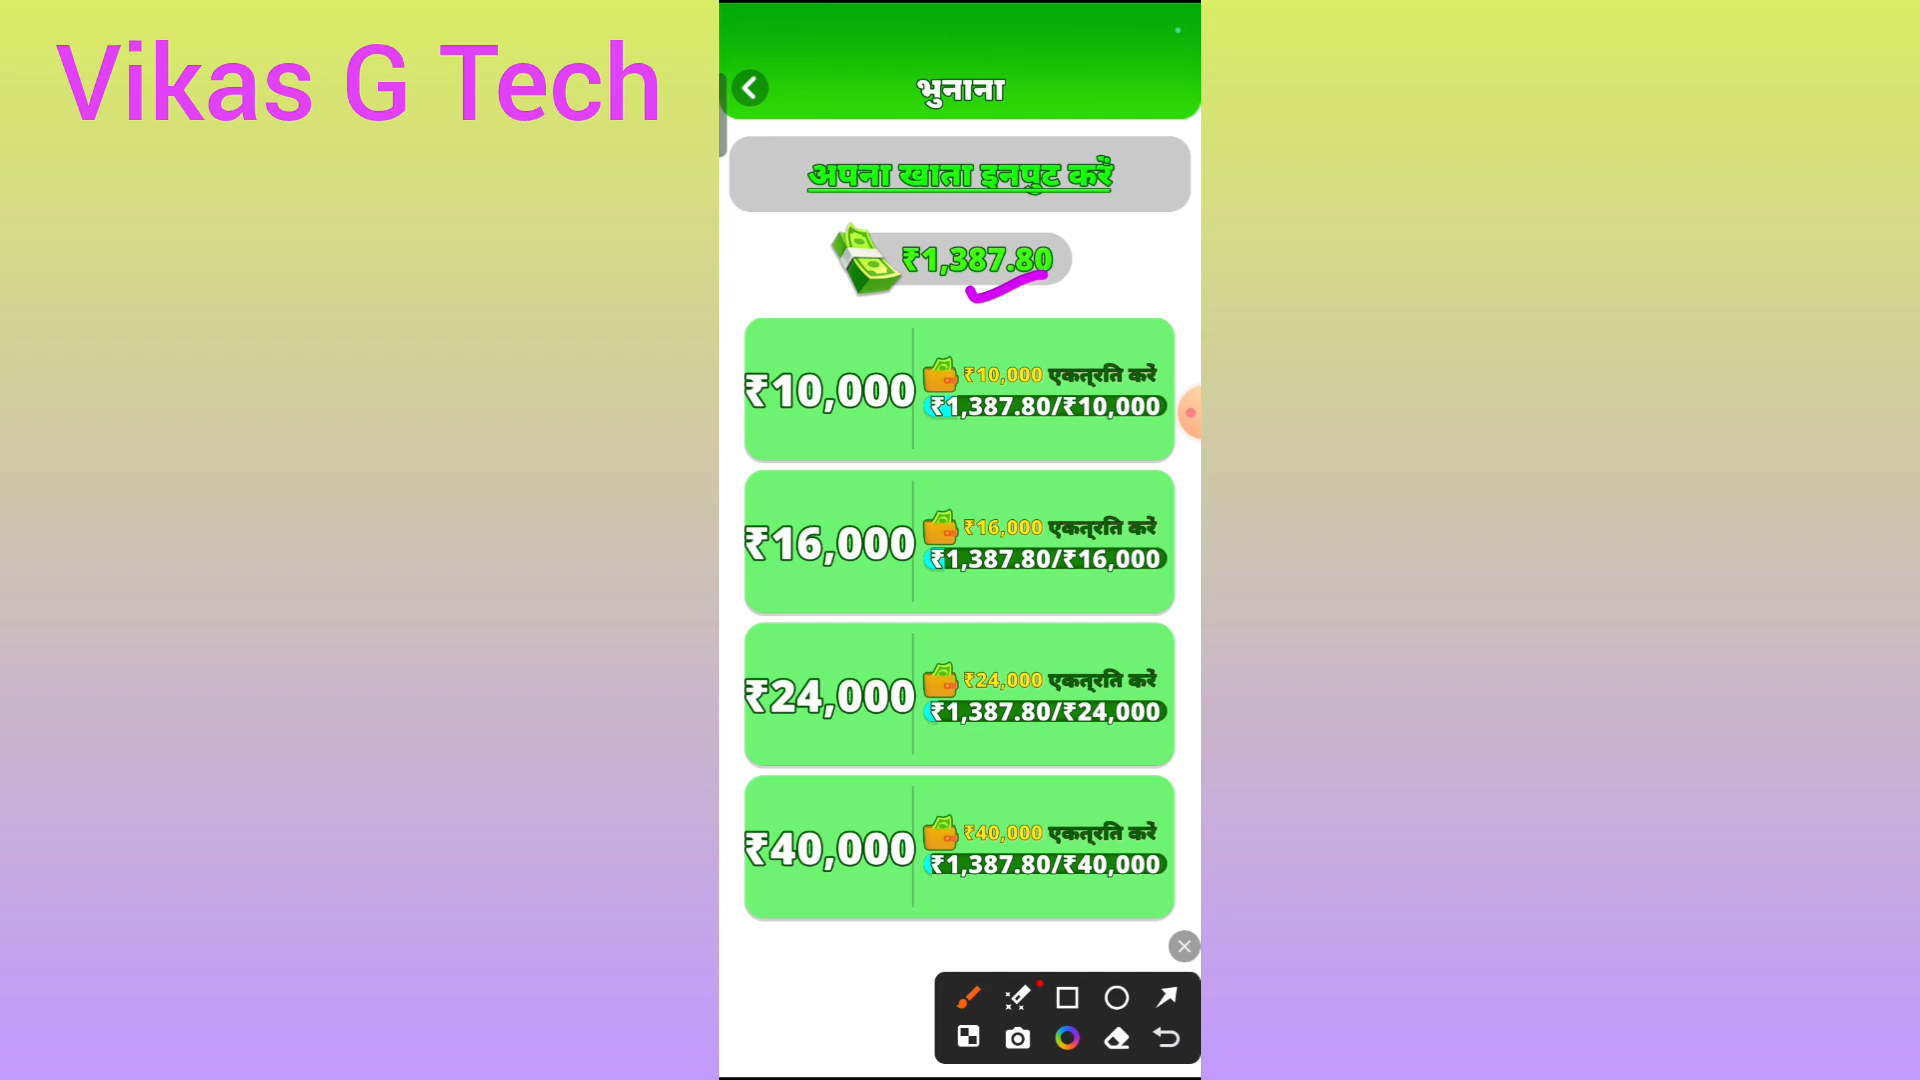 Vikas G Tech
भुनाना
अपना खाता इनपुट करें
₹1,387.80
₹10,000
₹10,000 एकत्रति करें
₹1,387.80/₹10,000
₹16,000
₹16,000 एकत्रति करें
₹1,387.80/₹16,000
₹24,000
₹24,000 एकत्रति करें
₹1,387.80/₹24,000
₹40,000
₹40,000 एकत्रति करें
₹1,387.80/₹40,000